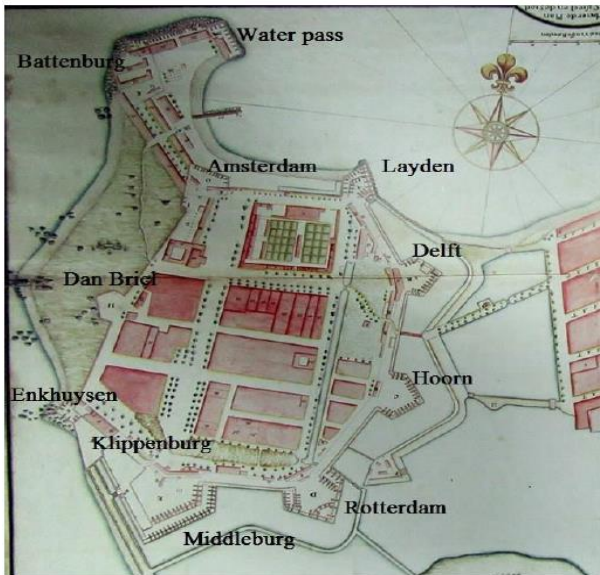 Water pass
Battenburg
Amsterdam
Layden
Delft
Dan Briel
Hoorn
Enkhuysen
Klippenburg
Rotterdam
Middleburg